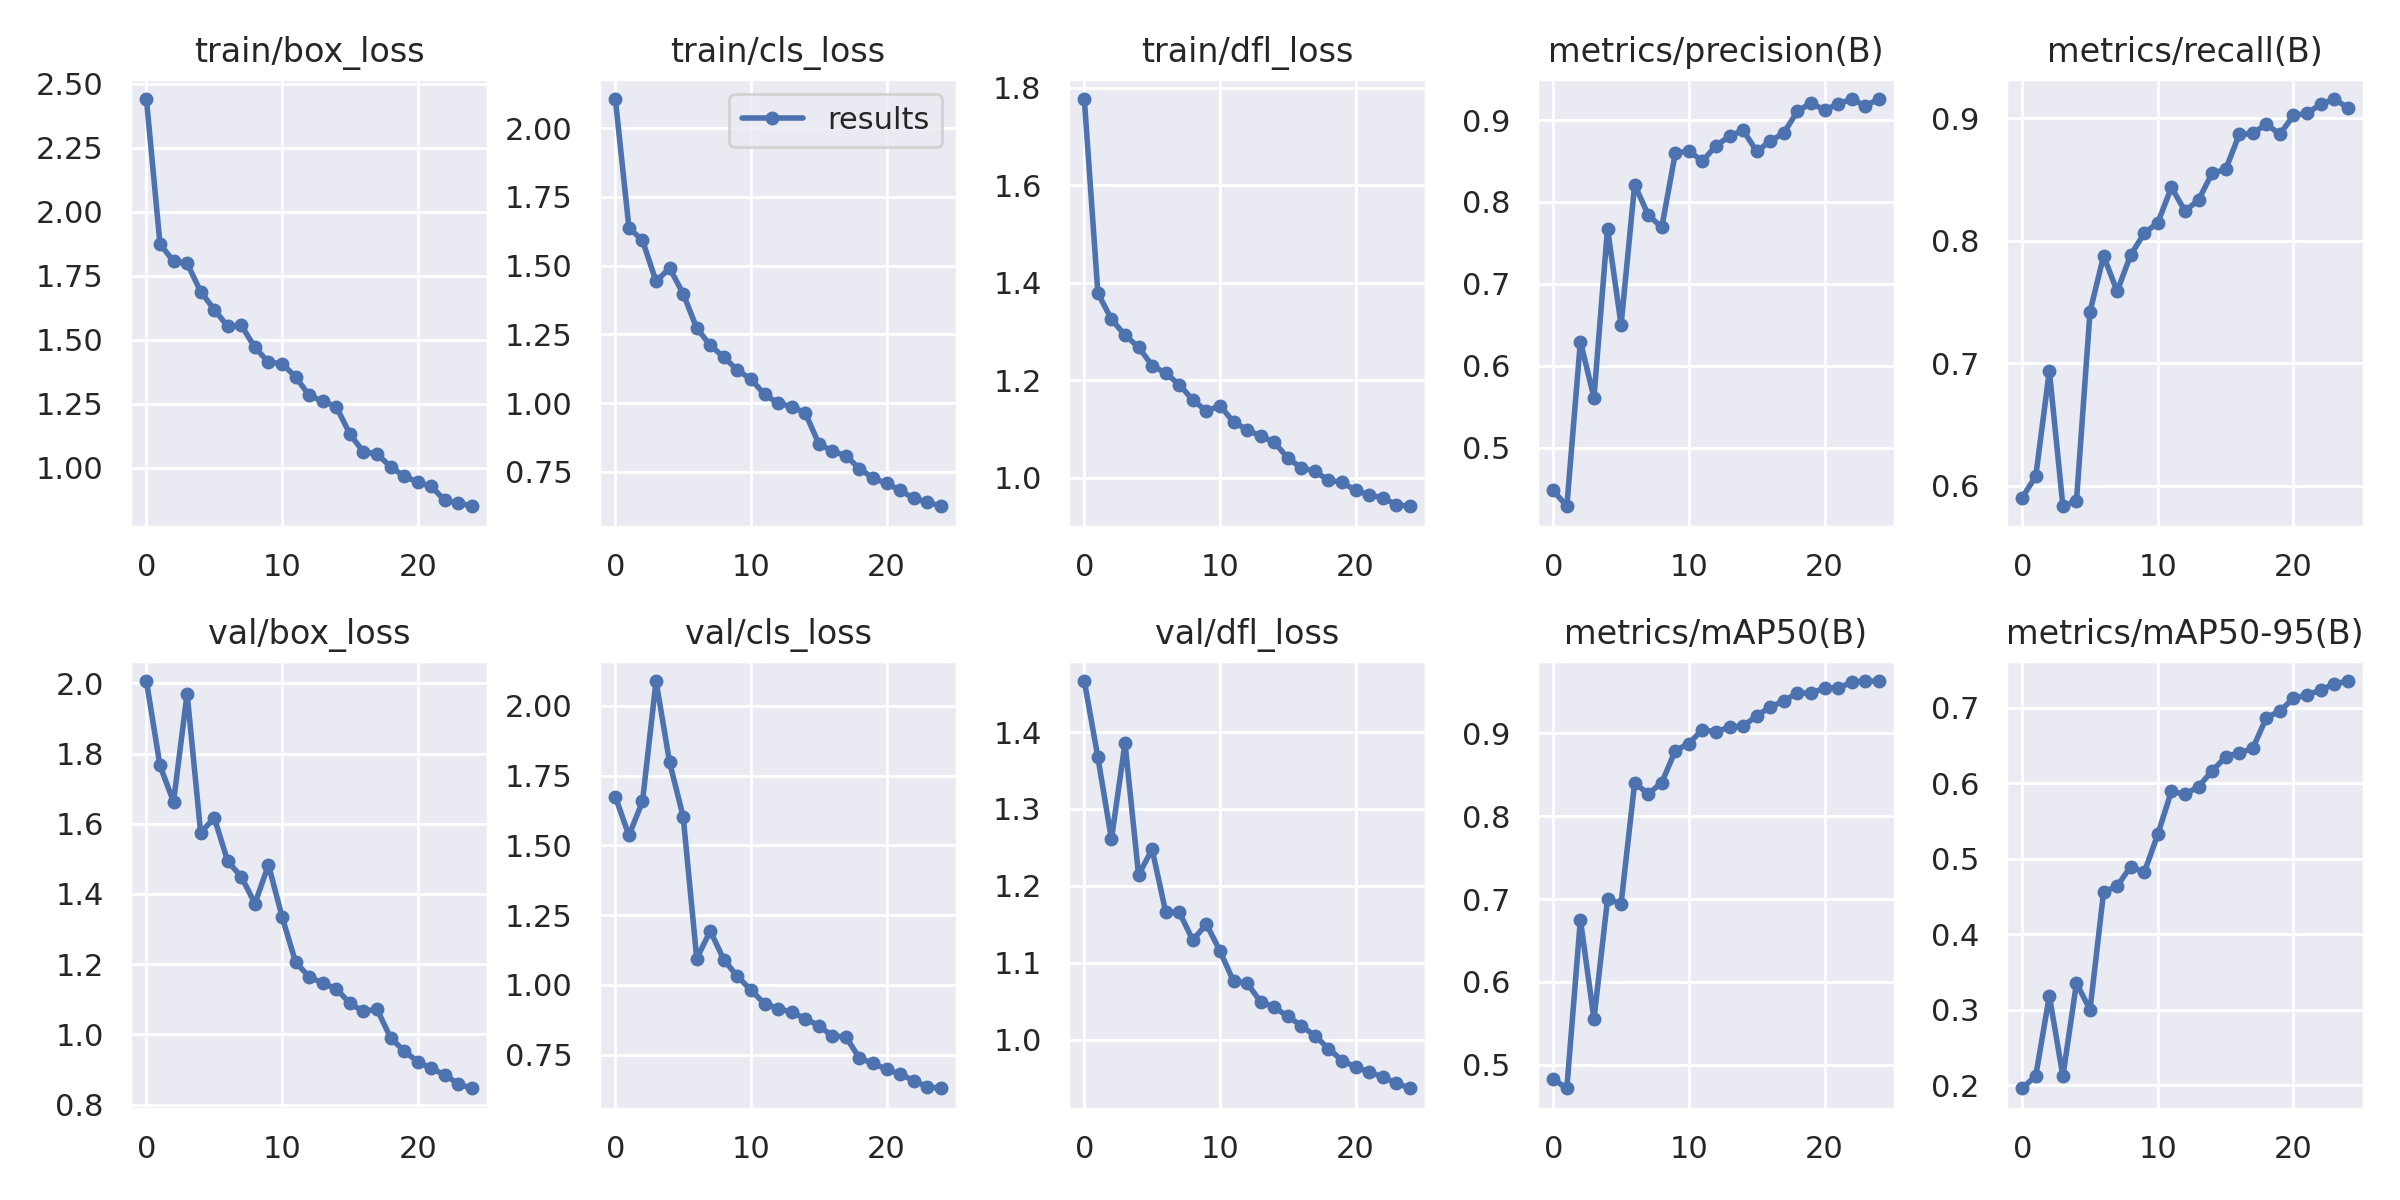 train/box_loss
2.50
2.25
2.00
1.75
1.50
1.25
1.00
0 10 20
train/cls_loss
results
2.00
1.75
1.50
1.25
1.00
0.75
0 10 20
train/dfl_loss
1.8
1.6
1.4
1.2
1.0
0 10 20
metrics/precision(B)
0.9
0.8
0.7
0.6
0.5
0 10 20
metrics/recall(B)
0.9
0.8
0.7
0.6
0 10 20
val/box_loss
2.0
1.8
1.6
1.4
1.2
1.0
0.8
0 10 20
val/cls_loss
2.00
1.75
1.50
1.25
1.00
0.75
0 10 20
val/dfl_loss
1.4
1.3
1.2
1.1
1.0
0 10 20
metrics/mAP50(B)
0.9
0.8
0.7
0.6
0.5
0 10 20
metrics/mAP50-95(B)
0.7
0.6
0.5
0.4
0.3
0.2
0 10 20